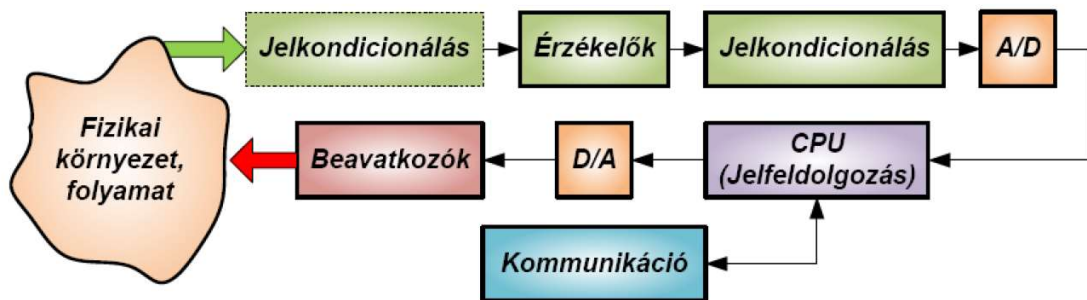 Jelkondicionálás
Érzékelők
Jelkondicionálás
A/D
Fizikai
környezet,
folyamat
Beavatkozók
D/A
CPU
(Jelfeldolgozás)
Kommunikáció